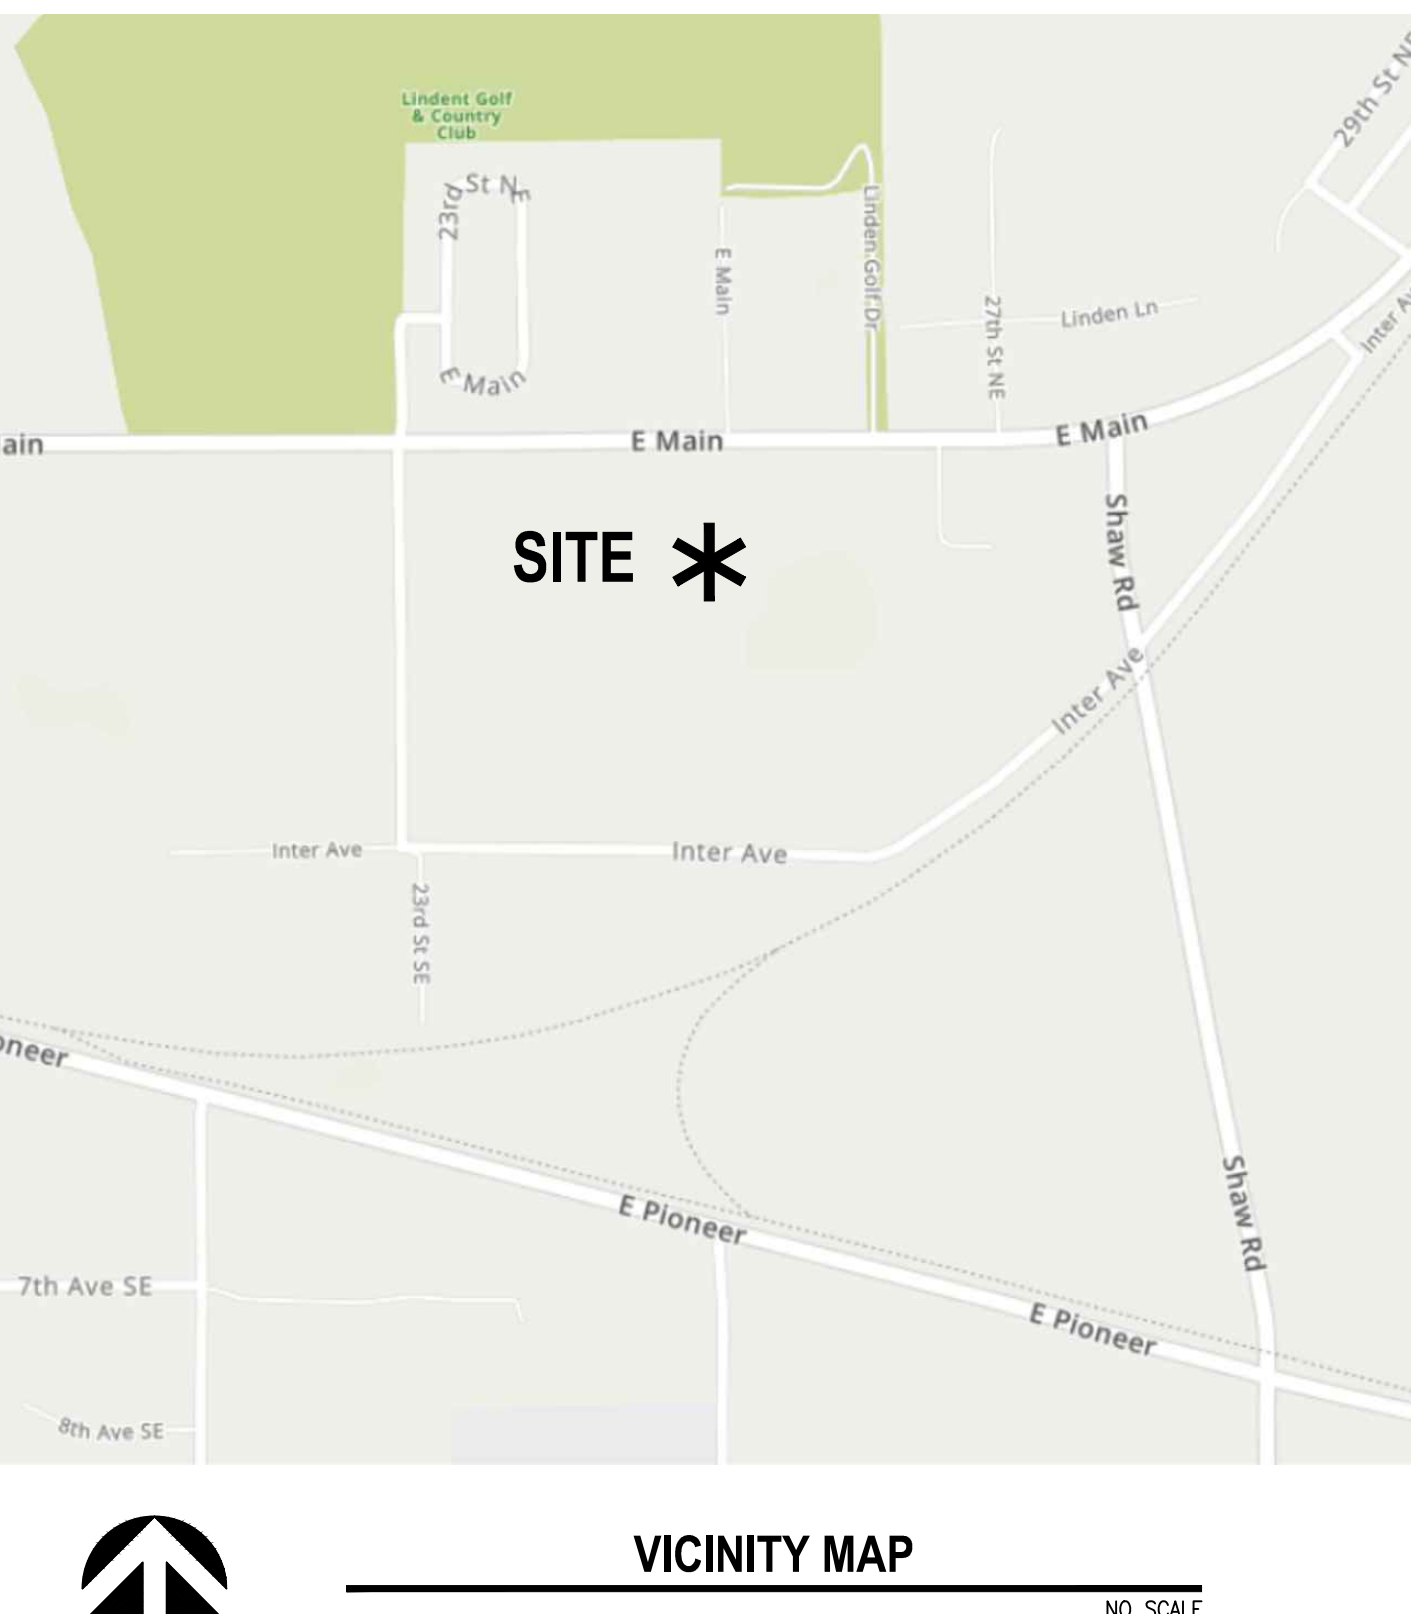 Lindent Golf
& Country
Club
29th St NE
23rd St NE
E Main
Linden Golf Dr
27th St NE
Linden Ln
Inter Av
E Main
ain
E Main
E Main
Shaw Rd
SITE
Inter Ave
Inter Ave
Inter Ave
23rd St SE
oneer
E Pioneer
Shaw Rd
7th Ave SE
E Pioneer
8th Ave SE
VICINITY MAP
NO SCALE